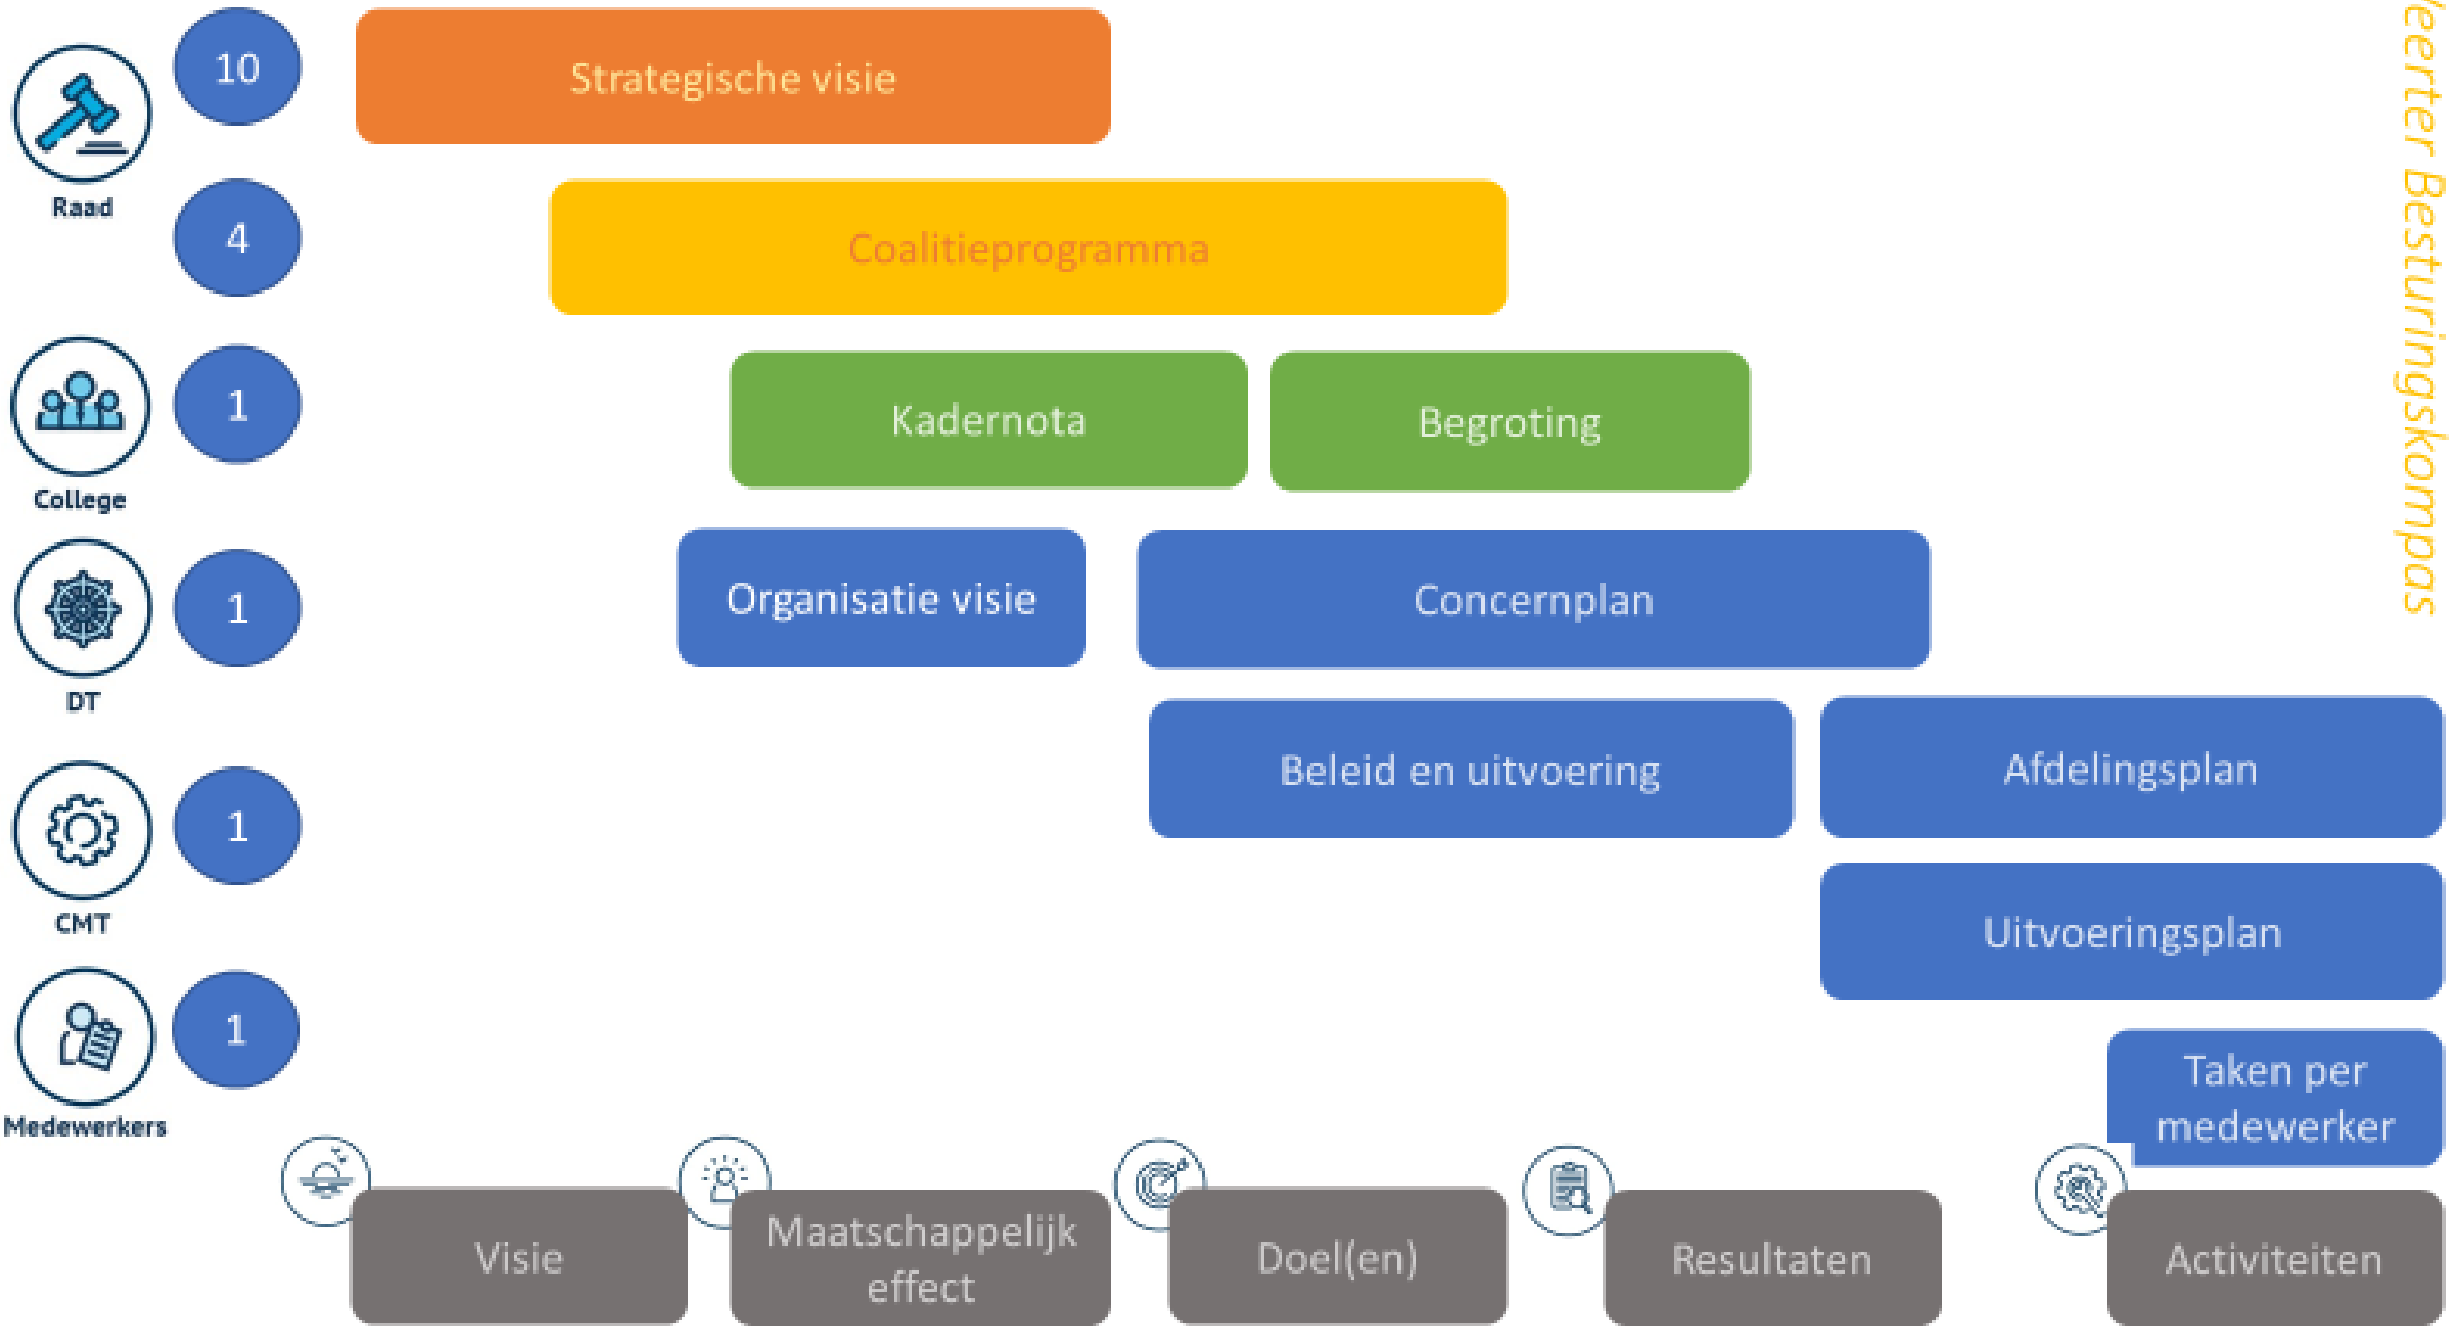 10
Strategische visie
Raad
4
Coalitieprogramma
1
Kadernota
Begroting
College
1
Organisatie visie
Concernplan
DT
Beleid en uitvoering
Afdelingsplan
1
CMT
Uitvoeringsplan
1
Medewerkers
Taken per
medewerker
Visie
Maatschappelijk
effect
Doel(en)
Resultaten
Activiteiten
Besturingskompas